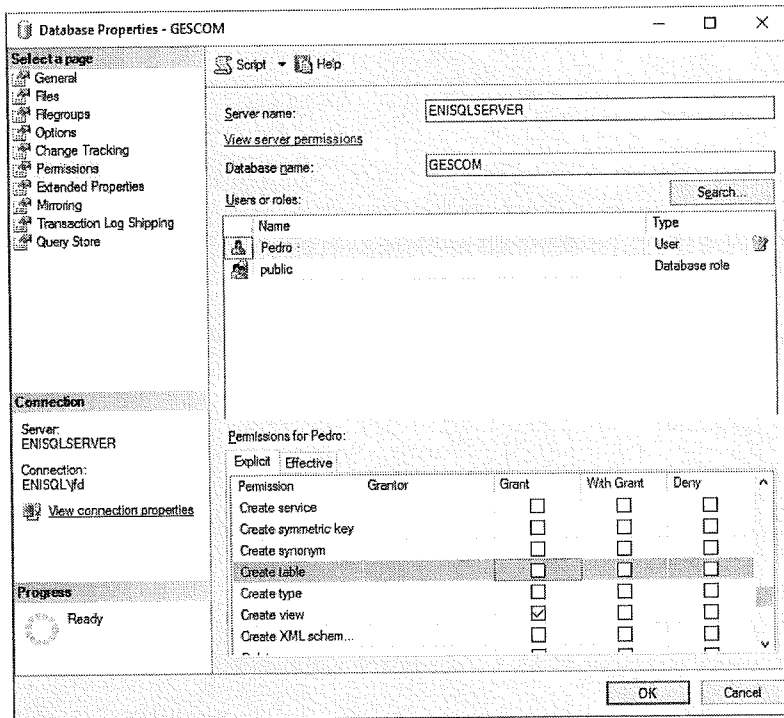 Database Properties - GESCOM
Select a page
General
Files
Filegroups
Options
Change Tracking
Permissions
Extended Properties
Mirroring
Transaction Log Shipping
Query Store
Connection
Server:
ENISQLSERVER
Connection:
ENISQL\jfd
View connection properties
Progress
Ready
Script Help
Server name: ENISQLSERVER
View server permissions
Database name: GESCOM
Users or roles: Search...
Name Type
Pedro User
public Database role
Permissions for Pedro:
Explicit Effective
Permission Grantor Grant With Grant Deny
Create service
Create symmetric key
Create synonym
Create table
Create type
Create view
Create XML schem...
OK Cancel